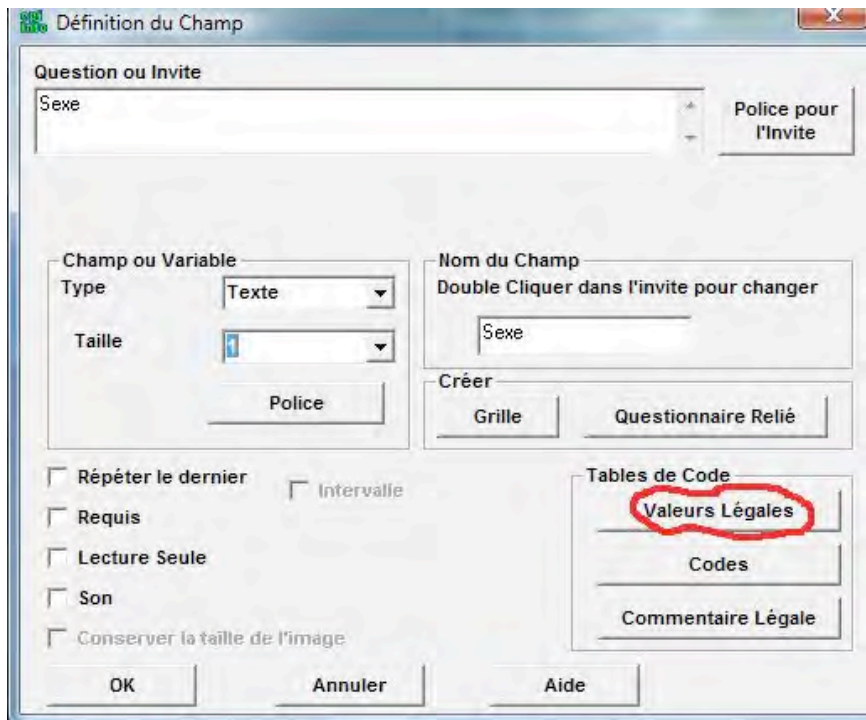 Epi Info
Définition du Champ
X
Question ou Invite
Sexe
Police pour
l'Invite
Champ ou Variable
Type
Texte
Taille
1
Police
Nom du Champ
Double Cliquer dans l'invite pour changer
Sexe
Créer
Grille
Questionnaire Relié
Répéter le dernier
Intervalle
Requis
Lecture Seule
Son
Conserver la taille de l'image
Tables de Code
Valeurs Légales
Codes
Commentaire Légale
OK
Annuler
Aide